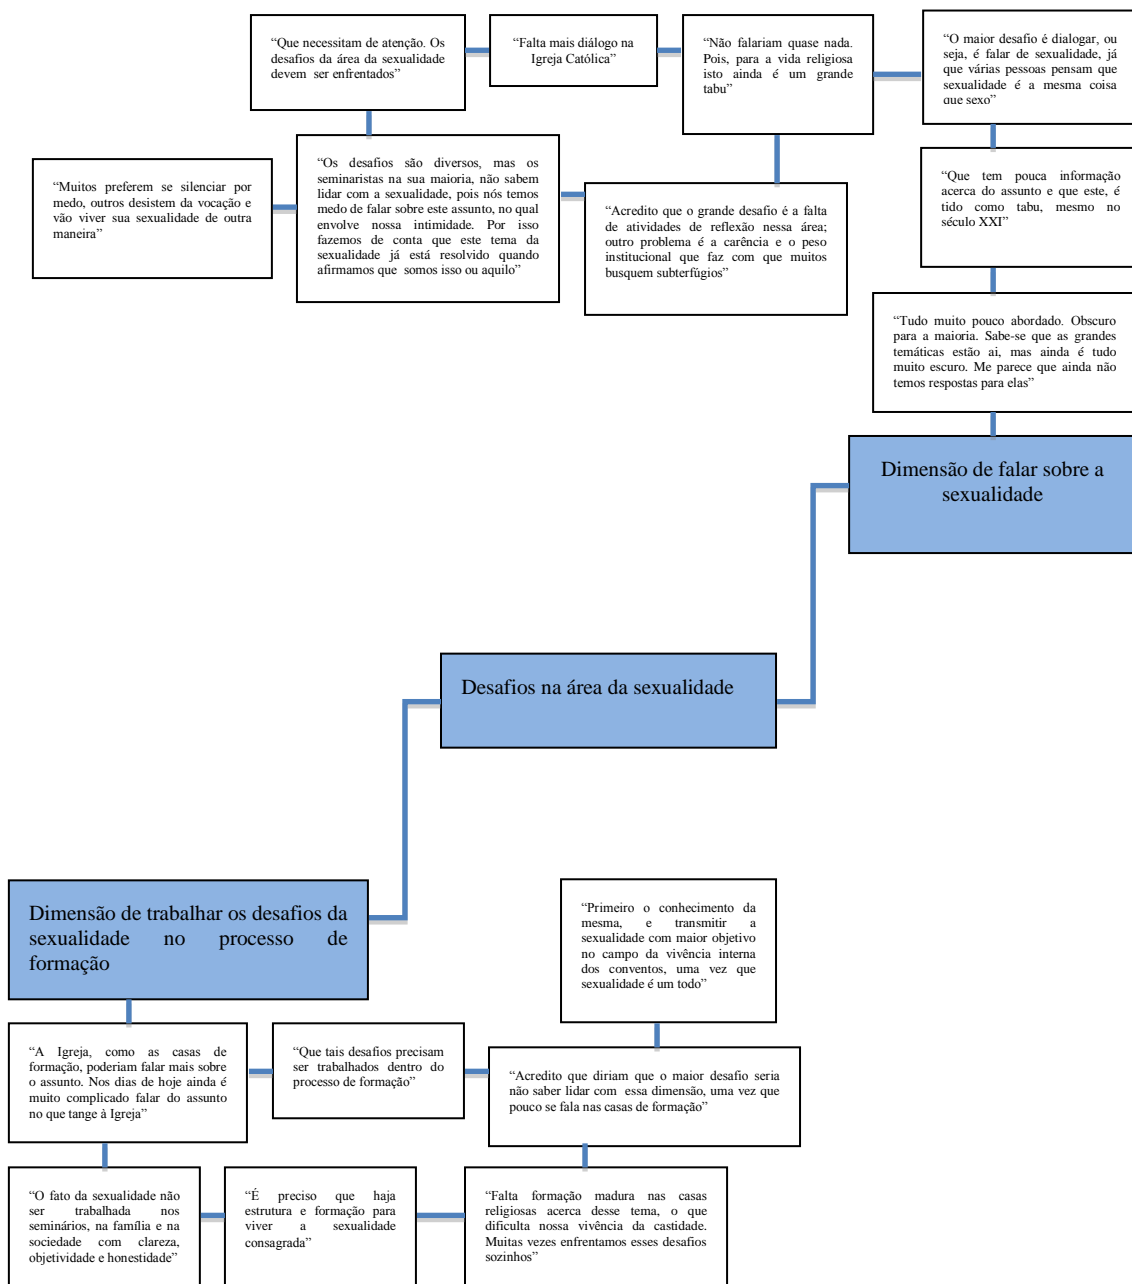 “Que necessitam de atenção. Os
desafios da área da sexualidade
devem ser enfrentados”
“Falta mais diálogo na
Igreja Católica”
“Não falariam quase nada.
Pois, para a vida religiosa
isto ainda é um grande
tabu”
“O maior desafio é dialogar, ou
seja, é falar de sexualidade, já
que várias pessoas pensam que
sexualidade é a mesma coisa
que sexo”
“Muitos preferem se silenciar por
medo, outros desistem da vocação e
vão viver sua sexualidade de outra
maneira”
“Os desafios são diversos, mas os
seminaristas na sua maioria, não sabem
lidar com a sexualidade, pois nós temos
medo de falar sobre este assunto, no qual
envolve nossa intimidade. Por isso
fazemos de conta que este tema da
sexualidade já está resolvido quando
afirmamos que somos isso ou aquilo”
“Acredito que o grande desafio é a falta
de atividades de reflexão nessa área;
outro problema é a carência e o peso
institucional que faz com que muitos
busquem subterfúgios”
“Que tem pouca informação
acerca do assunto e que este, é
tido como tabu, mesmo no
século XXI”
“Tudo muito pouco abordado. Obscuro
para a maioria. Sabe-se que as grandes
temáticas estão ai, mas ainda é tudo
muito escuro. Me parece que ainda não
temos respostas para elas”
Dimensão de falar sobre a
sexualidade
Desafios na área da sexualidade
Dimensão de trabalhar os desafios da
sexualidade no processo de
formação
“Primeiro o conhecimento da
mesma, e transmitir a
sexualidade com maior objetivo
no campo da vivência interna
dos conventos, uma vez que
sexualidade é um todo”
“A Igreja, como as casas de
formação, poderiam falar mais sobre
o assunto. Nos dias de hoje ainda é
muito complicado falar do assunto
no que tange à Igreja”
“Que tais desafios precisam
ser trabalhados dentro do
processo de formação”
“Acredito que diriam que o maior desafio seria
não saber lidar com essa dimensão, uma vez que
pouco se fala nas casas de formação”
“O fato da sexualidade não
ser trabalhada nos
seminários, na família e na
sociedade com clareza,
objetividade e honestidade”
“É preciso que haja
estrutura e formação para
viver a sexualidade
consagrada”
“Falta formação madura nas casas
religiosas acerca desse tema, o que
dificulta nossa vivência da castidade.
Muitas vezes enfrentamos esses desafios
sozinhos”